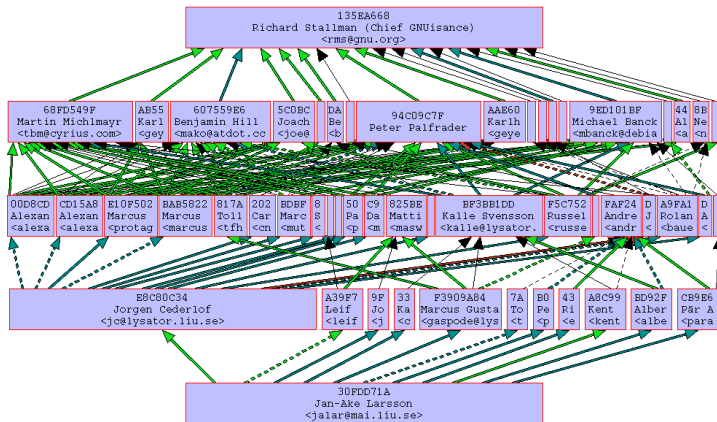 135EA668
Richard Stallman (Chief GNUisance)
<rms@gnu.org>
68FD549F
Martin Michlmayr
<tbm@cyrius.com>
AB55
Karl
<gey
607559E6
Benjamin Hill
<mako@atdot.cc
5C0BC
Joach
<joe@
DA
Be
<b
94C09C7F
Peter Palfrader
AAE60
Karlh
<geye
9ED101BF
Michael Banck
<mbanck@debia
44
Al
<a
8B
Ne
<n
00D8CD
Alexan
<alexa
CD15A8
Alexan
<alexa
E10F502
Marcus
<protag
BAB5822
Marcus
<marcus
817A
Toll
<tfh
202
Car
<cn
BDBF
Marc
<mut
8
S
<
50
Pa
<p
C9
Da
<m
825BE
Matti
<masw
BF3BB1DD
Kalle Svensson
<kalle@lysator.
F5C752
Russel
<russe
FAF24
Andre
<andr
D
J
<
A9FA1
Rolan
<baue
D
A
<
E8C80C34
Jorgen Cederlof
<jc@lysator.liu.se>
A39F7
Leif
<leif
9F
Jo
<j
33
Ka
<c
F3909A84
Marcus Gusta
<gaspode@lys
7A
To
<t
B0
Pe
<p
43
Ri
<e
A8C99
Kent
<kent
BD92F
Alber
<albe
CB9E6
Pär A
<para
30FDD71A
Jan-Ake Larsson
<jalar@mai.liu.se>